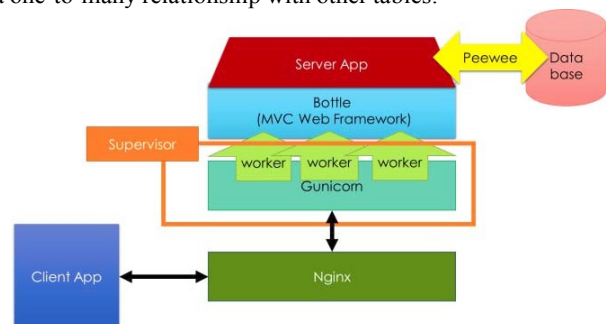 a one-to-many relationship with other tables.
Server App
Peewee
Data
base
Bottle
(MVC Web Framework)
Supervisor
worker
worker
worker
Gunicorn
Client App
Nginx